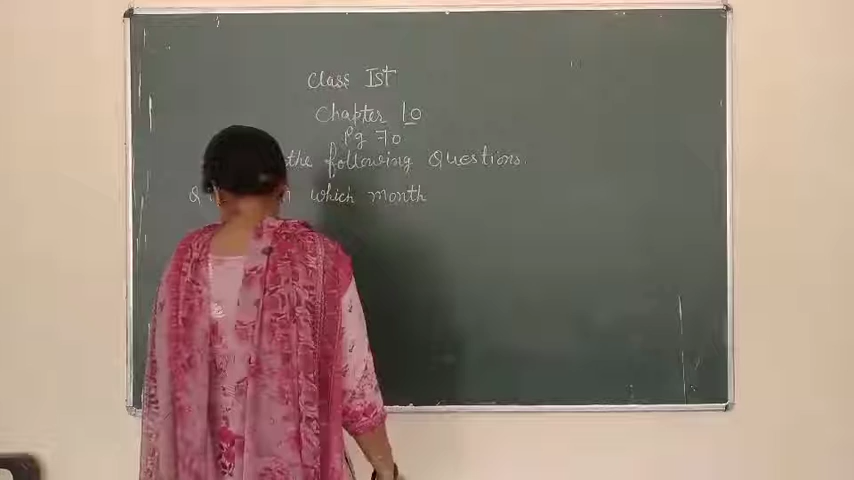 Class Ist
Chapter 10
Pg 70
the following Questions
Q which month